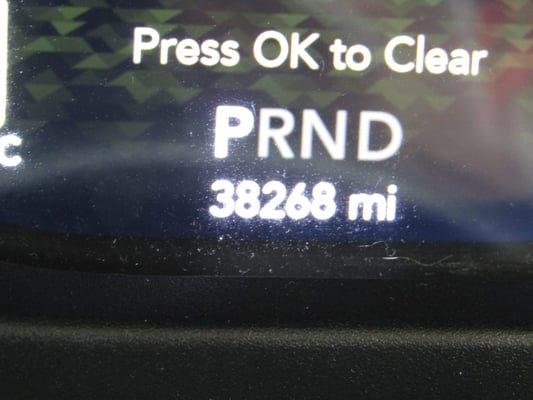 Press OK to Clear
C
PRND
38268 mi